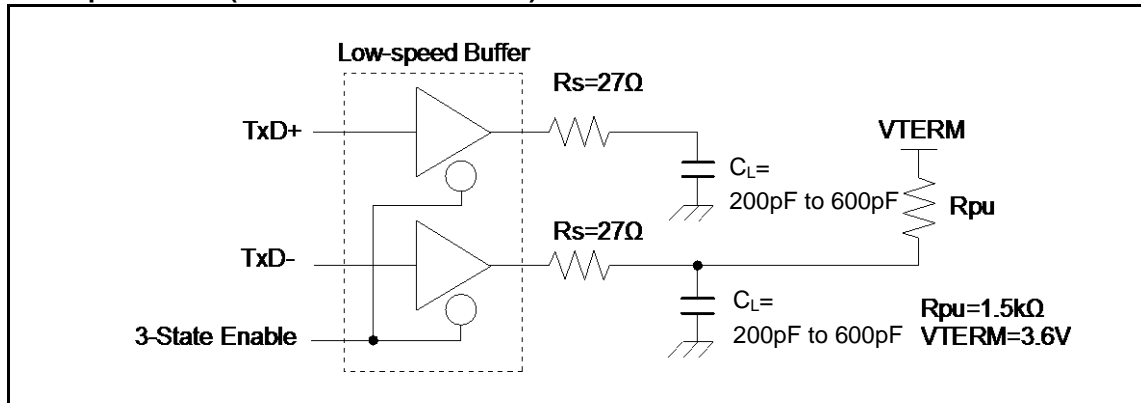 Low-speed Buffer
Rs=27Ω
TxD+
VTERM
CL=
200pF to 600pF
Rpu
Rs=27Ω
TxD-
CL=
200pF to 600pF
Rpu=1.5kΩ
VTERM=3.6V
3-State Enable